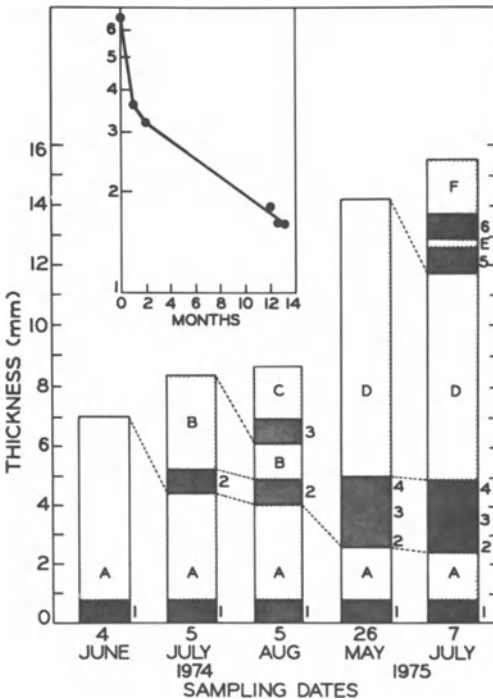 6
5
4
3
2
1
0 2 4 6 8 10 12 14
MONTHS
THICKNESS (mm)
16
14
12
10
8
6
4
2
0
A 1
B 2
A 1
C
3
B
2
A 1
D
4
3
2
A 1
F
6
E
5
D
4
3
2
A 1
4 5 5 26 7
JUNE JULY AUG MAY JULY
1974 1975
SAMPLING DATES